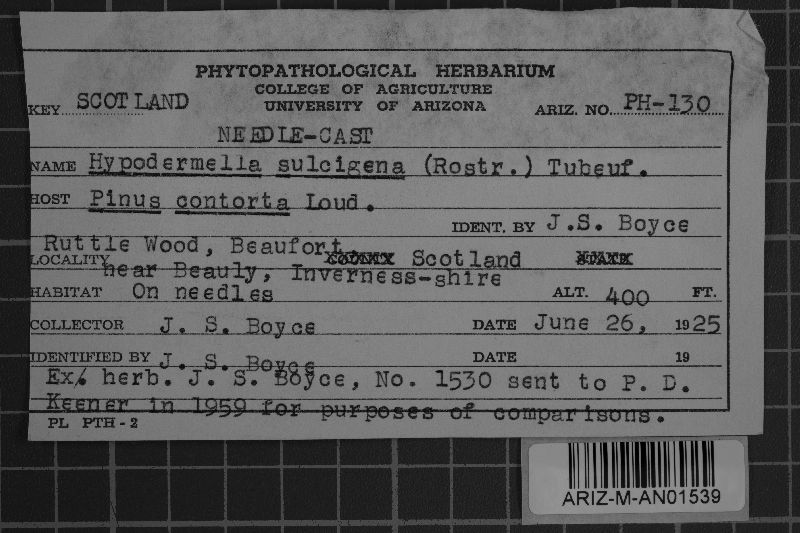 PHYTOPATHOLOGICAL HERBARIUM
COLLEGE OF AGRICULTURE
UNIVERSITY OF ARIZONA
KEY SCOTLAND ARIZ. NO. PH-130
NEEDLE-CAST
NAME Hypodermella sulcigena (Rostr.) Tubeuf.
HOST Pinus contorta Loud.
IDENT. BY J.S. Boyce
Ruttle Wood, Beaufort
LOCALITY COUNTY Scotland STATE
near Beauly, Inverness-shire
HABITAT On needles ALT. 400 FT.
COLLECTOR J. S. Boyce DATE June 26, 1925
IDENTIFIED BY J. S. Boyce DATE 19
Ex. herb. J. S. Boyce, No. 1530 sent to P. D.
Keener in 1959 for purposes of comparisons.
PL PTH-2
ARIZ-M-AN01539